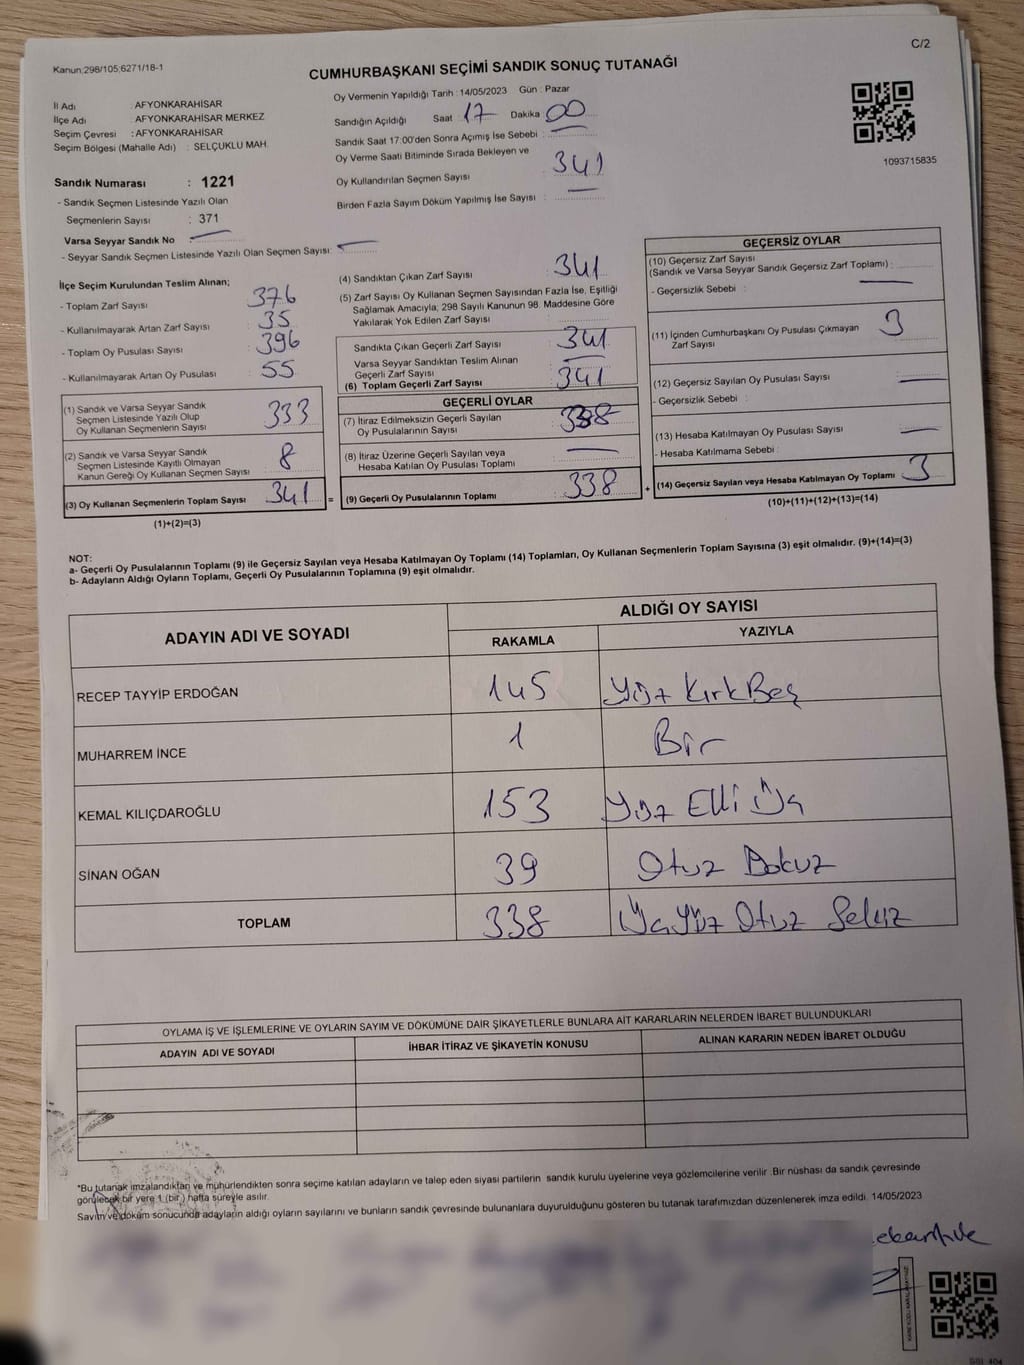 C/2
Kanun:298/105;6271/18-1
CUMHURBAŞKANI SEÇİMİ SANDIK SONUÇ TUTANAĞI
İl Adı : AFYONKARAHİSAR
İlçe Adı : AFYONKARAHİSAR MERKEZ
Seçim Çevresi : AFYONKARAHİSAR
Seçim Bölgesi (Mahalle Adı) : SELÇUKLU MAH.
Sandık Numarası : 1221
- Sandık Seçmen Listesinde Yazılı Olan
Seçmenlerin Sayısı : 371
Varsa Seyyar Sandık No :
- Seyyar Sandık Seçmen Listesinde Yazılı Olan Seçmen Sayısı:
Oy Vermenin Yapıldığı Tarih : 14/05/2023 Gün : Pazar
Sandığın Açıldığı Saat : 17 Dakika : 00
Sandık Saat 17:00'den Sonra Açımış İse Sebebi :
Oy Verme Saati Bitiminde Sırada Bekleyen ve
Oy Kullandırılan Seçmen Sayısı 341
Birden Fazla Sayım Döküm Yapılmış İse Sayısı :
1093715835
İlçe Seçim Kurulundan Teslim Alınan;
- Toplam Zarf Sayısı 376
- Kullanılmayarak Artan Zarf Sayısı 35
- Toplam Oy Pusulası Sayısı 396
- Kullanılmayarak Artan Oy Pusulası 55
(1) Sandık ve Varsa Seyyar Sandık
Seçmen Listesinde Yazılı Olup
Oy Kullanan Seçmenlerin Sayısı 333
(2) Sandık ve Varsa Seyyar Sandık
Seçmen Listesinde Kayıtlı Olmayan
Kanun Gereği Oy Kullanan Seçmen Sayısı 8
(3) Oy Kullanan Seçmenlerin Toplam Sayısı 341 =
(1)+(2)=(3)
(4) Sandıktan Çıkan Zarf Sayısı 341
(5) Zarf Sayısı Oy Kullanan Seçmen Sayısından Fazla İse, Eşitliği
Sağlamak Amacıyla; 298 Sayılı Kanunun 98. Maddesine Göre
Yakılarak Yok Edilen Zarf Sayısı
Sandıkta Çıkan Geçerli Zarf Sayısı 341
Varsa Seyyar Sandıktan Teslim Alınan
Geçerli Zarf Sayısı
(6) Toplam Geçerli Zarf Sayısı 341
GEÇERLİ OYLAR
(7) İtiraz Edilmeksizin Geçerli Sayılan
Oy Pusulalarının Sayısı 338
(8) İtiraz Üzerine Geçerli Sayılan veya
Hesaba Katılan Oy Pusulası Toplamı
(9) Geçerli Oy Pusulalarının Toplamı 338 +
GEÇERSİZ OYLAR
(10) Geçersiz Zarf Sayısı
(Sandık ve Varsa Seyyar Sandık Geçersiz Zarf Toplamı) :
- Geçersizlik Sebebi :
(11) İçinden Cumhurbaşkanı Oy Pusulası Çıkmayan
Zarf Sayısı 3
(12) Geçersiz Sayılan Oy Pusulası Sayısı
- Geçersizlik Sebebi :
(13) Hesaba Katılmayan Oy Pusulası Sayısı
- Hesaba Katılmama Sebebi :
(14) Geçersiz Sayılan veya Hesaba Katılmayan Oy Toplamı 3
(10)+(11)+(12)+(13)=(14)
NOT:
a- Geçerli Oy Pusulalarının Toplamı (9) ile Geçersiz Sayılan veya Hesaba Katılmayan Oy Toplamı (14) Toplamları, Oy Kullanan Seçmenlerin Toplam Sayısına (3) eşit olmalıdır. (9)+(14)=(3)
b- Adayların Aldığı Oyların Toplamı, Geçerli Oy Pusulalarının Toplamına (9) eşit olmalıdır.
ADAYIN ADI VE SOYADI ALDIĞI OY SAYISI
RAKAMLA YAZIYLA
RECEP TAYYİP ERDOĞAN 145 Yüz Kırk Beş
MUHARREM İNCE 1 Bir
KEMAL KILIÇDAROĞLU 153 Yüz Elli Üç
SİNAN OĞAN 39 Otuz Dokuz
TOPLAM 338 Üç Yüz Otuz Sekiz
OYLAMA İŞ VE İŞLEMLERİNE VE OYLARIN SAYIM VE DÖKÜMÜNE DAİR ŞİKAYETLERLE BUNLARA AİT KARARLARIN NELERDEN İBARET BULUNDUKLARI
ADAYIN ADI VE SOYADI İHBAR İTİRAZ VE ŞİKAYETİN KONUSU ALINAN KARARIN NEDEN İBARET OLDUĞU
*Bu tutanak imzalandıktan ve mühürlendikten sonra seçime katılan adayların ve talep eden siyasi partilerin sandık kurulu üyelerine veya gözlemcilerine verilir. Bir nüshası da sandık çevresinde
görülecek bir yere 1 (bir) hafta süreyle asılır.
Sayım ve döküm sonucunda adayların aldığı oyların sayılarını ve bunların sandık çevresinde bulunanlara duyurulduğunu gösteren bu tutanak tarafımızdan düzenlenerek imza edildi. 14/05/2023